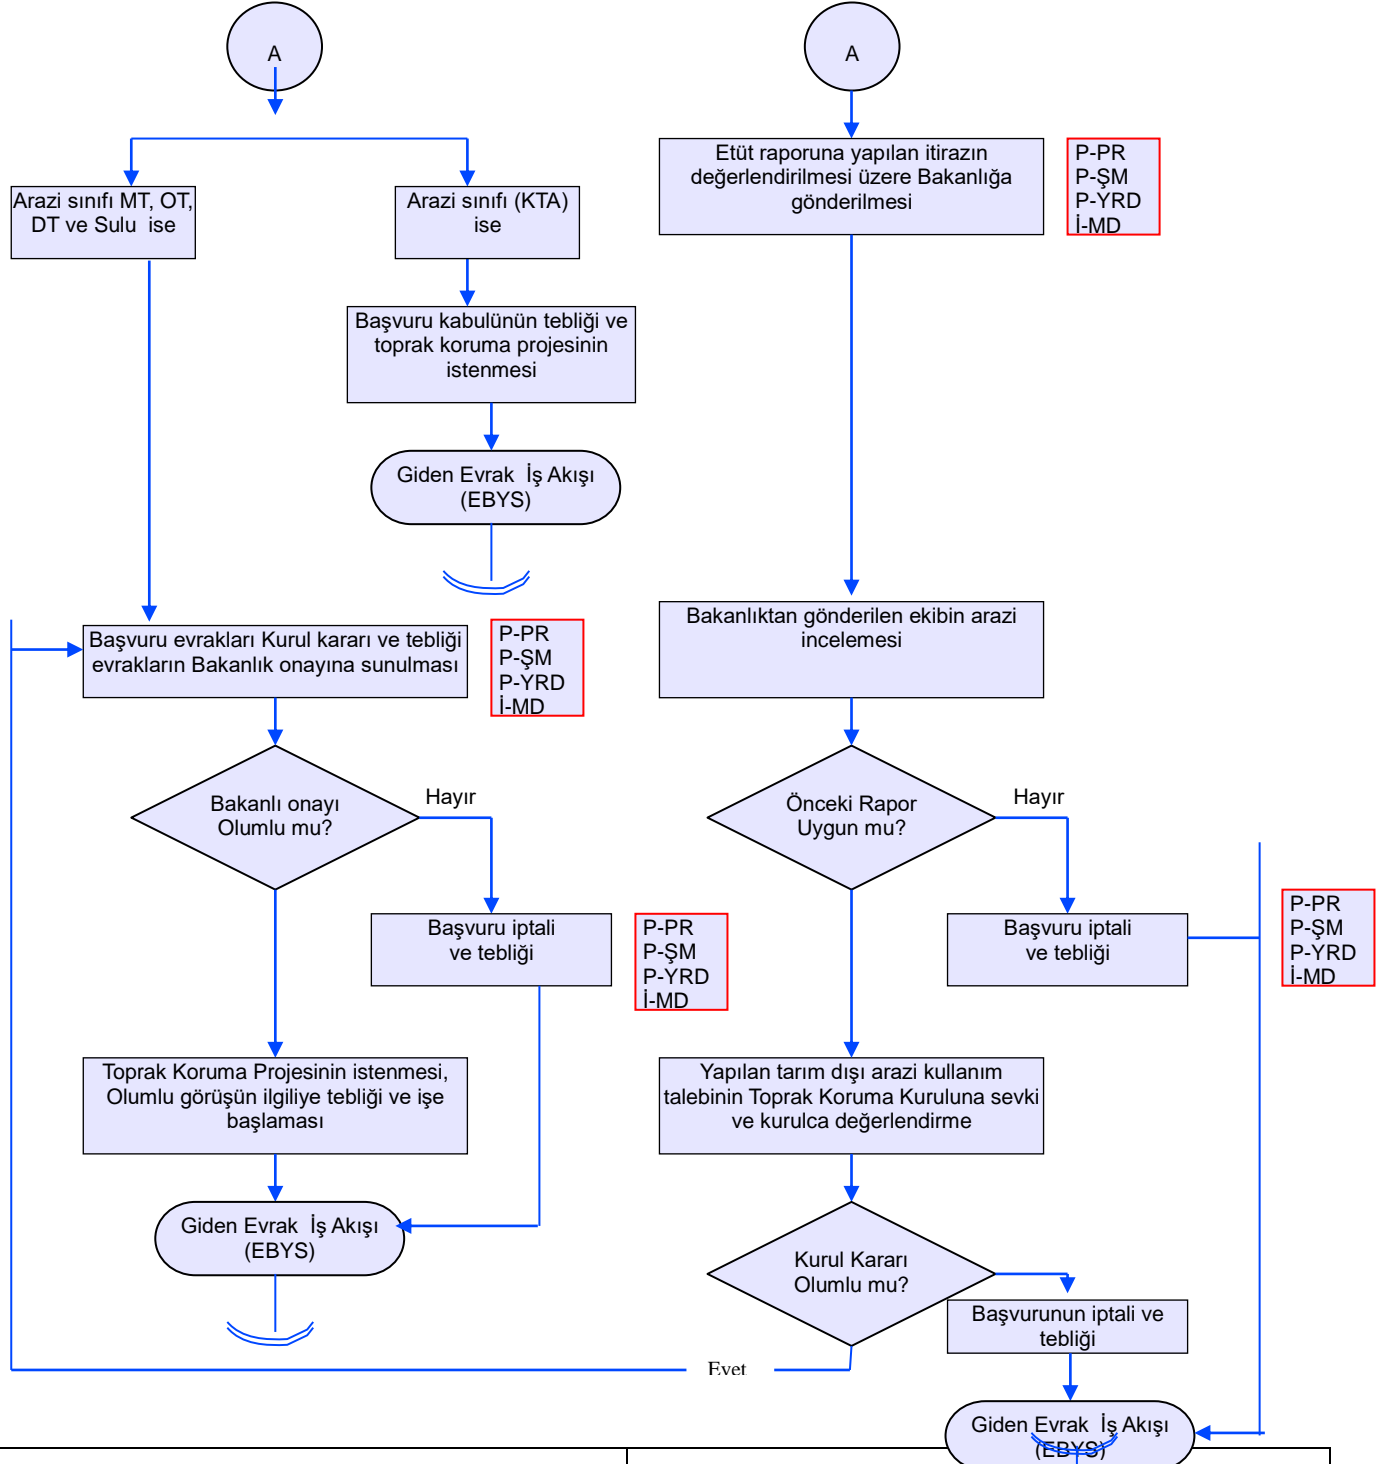 A
Arazi sınıfı MT, OT,
DT ve Sulu ise
Arazi sınıfı (KTA)
ise
Başvuru kabulünün tebliği ve
toprak koruma projesinin
istenmesi
Giden Evrak İş Akışı
(EBYS)
Başvuru evrakları Kurul kararı ve tebliği
evrakların Bakanlık onayına sunulması
P-PR
P-ŞM
P-YRD
İ-MD
Bakanlı onayı
Olumlu mu?
Hayır
Başvuru iptali
ve tebliği
P-PR
P-ŞM
P-YRD
İ-MD
Toprak Koruma Projesinin istenmesi,
Olumlu görüşün ilgiliye tebliği ve işe
başlaması
Giden Evrak İş Akışı
(EBYS)
A
Etüt raporuna yapılan itirazın
değerlendirilmesi üzere Bakanlığa
gönderilmesi
P-PR
P-ŞM
P-YRD
İ-MD
Bakanlıktan gönderilen ekibin arazi
incelemesi
Önceki Rapor
Uygun mu?
Hayır
Başvuru iptali
ve tebliği
P-PR
P-ŞM
P-YRD
İ-MD
Yapılan tarım dışı arazi kullanım
talebinin Toprak Koruma Kuruluna sevki
ve kurulca değerlendirme
Kurul Kararı
Olumlu mu?
Başvurunun iptali ve
tebliği
Evet
Giden Evrak İş Akışı
(EBYS)